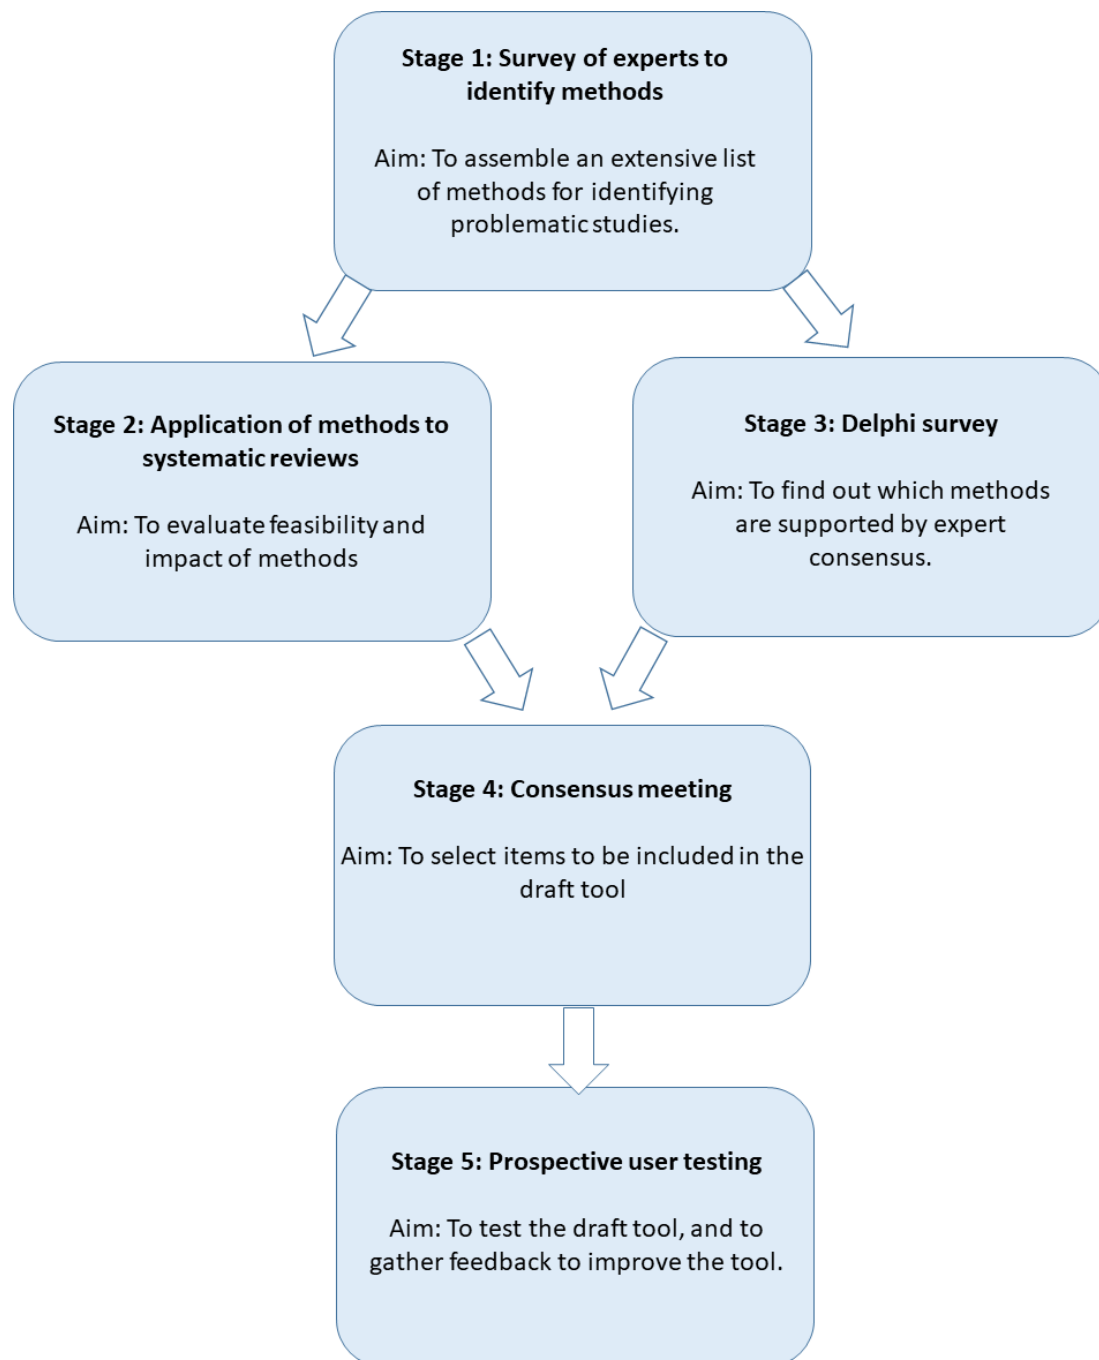 Stage 1: Survey of experts to
identify methods
Aim: To assemble an extensive list
of methods for identifying
problematic studies.
Stage 2: Application of methods to
systematic reviews
Aim: To evaluate feasibility and
impact of methods
Stage 3: Delphi survey
Aim: To find out which methods
are supported by expert
consensus.
Stage 4: Consensus meeting
Aim: To select items to be included in the
draft tool
Stage 5: Prospective user testing
Aim: To test the draft tool, and to
gather feedback to improve the tool.